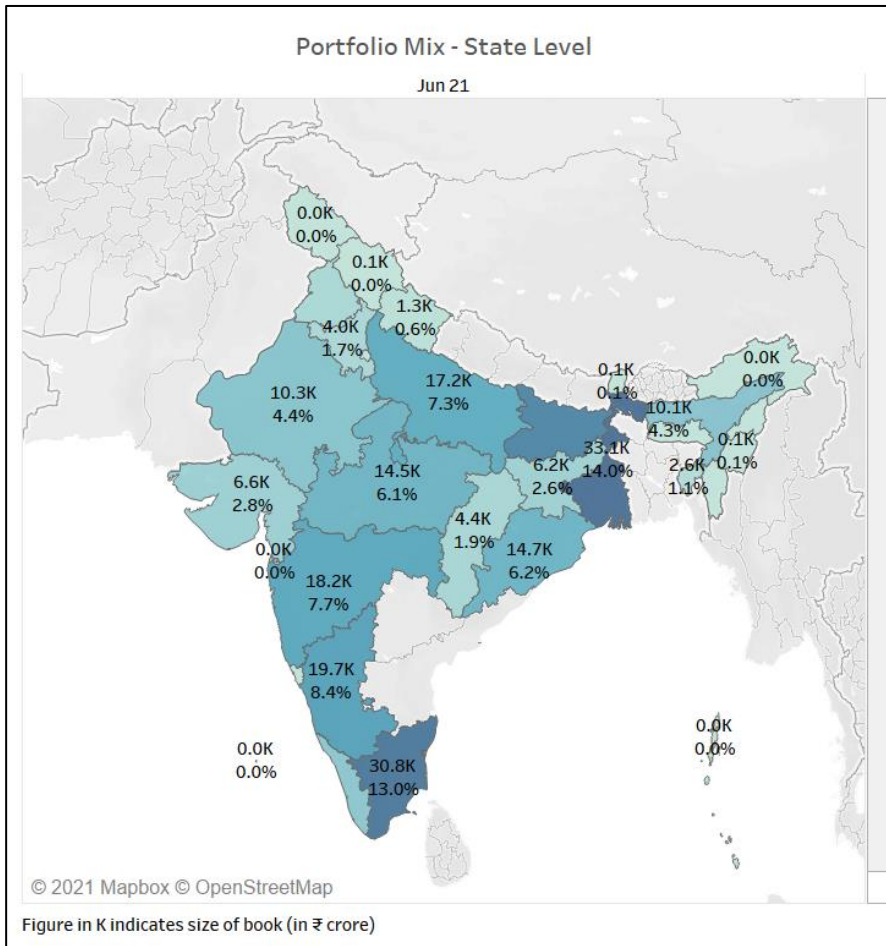 Portfolio Mix - State Level
Jun 21
0.0K
0.0%
0.1K
0.0%
1.3K
0.6%
4.0K
1.7%
0.0K
0.0%
0.1K
0.1%
17.2K
7.3%
10.3K
4.4%
10.1K
4.3%
0.1K
0.1%
33.1K
14.0%
14.5K
6.1%
6.2K
2.6%
2.6K
1.1%
6.6K
2.8%
4.4K
1.9%
14.7K
6.2%
0.0K
0.0%
18.2K
7.7%
19.7K
8.4%
0.0K
0.0%
0.0K
0.0%
30.8K
13.0%
© 2021 Mapbox © OpenStreetMap
Figure in K indicates size of book (in ₹ crore)